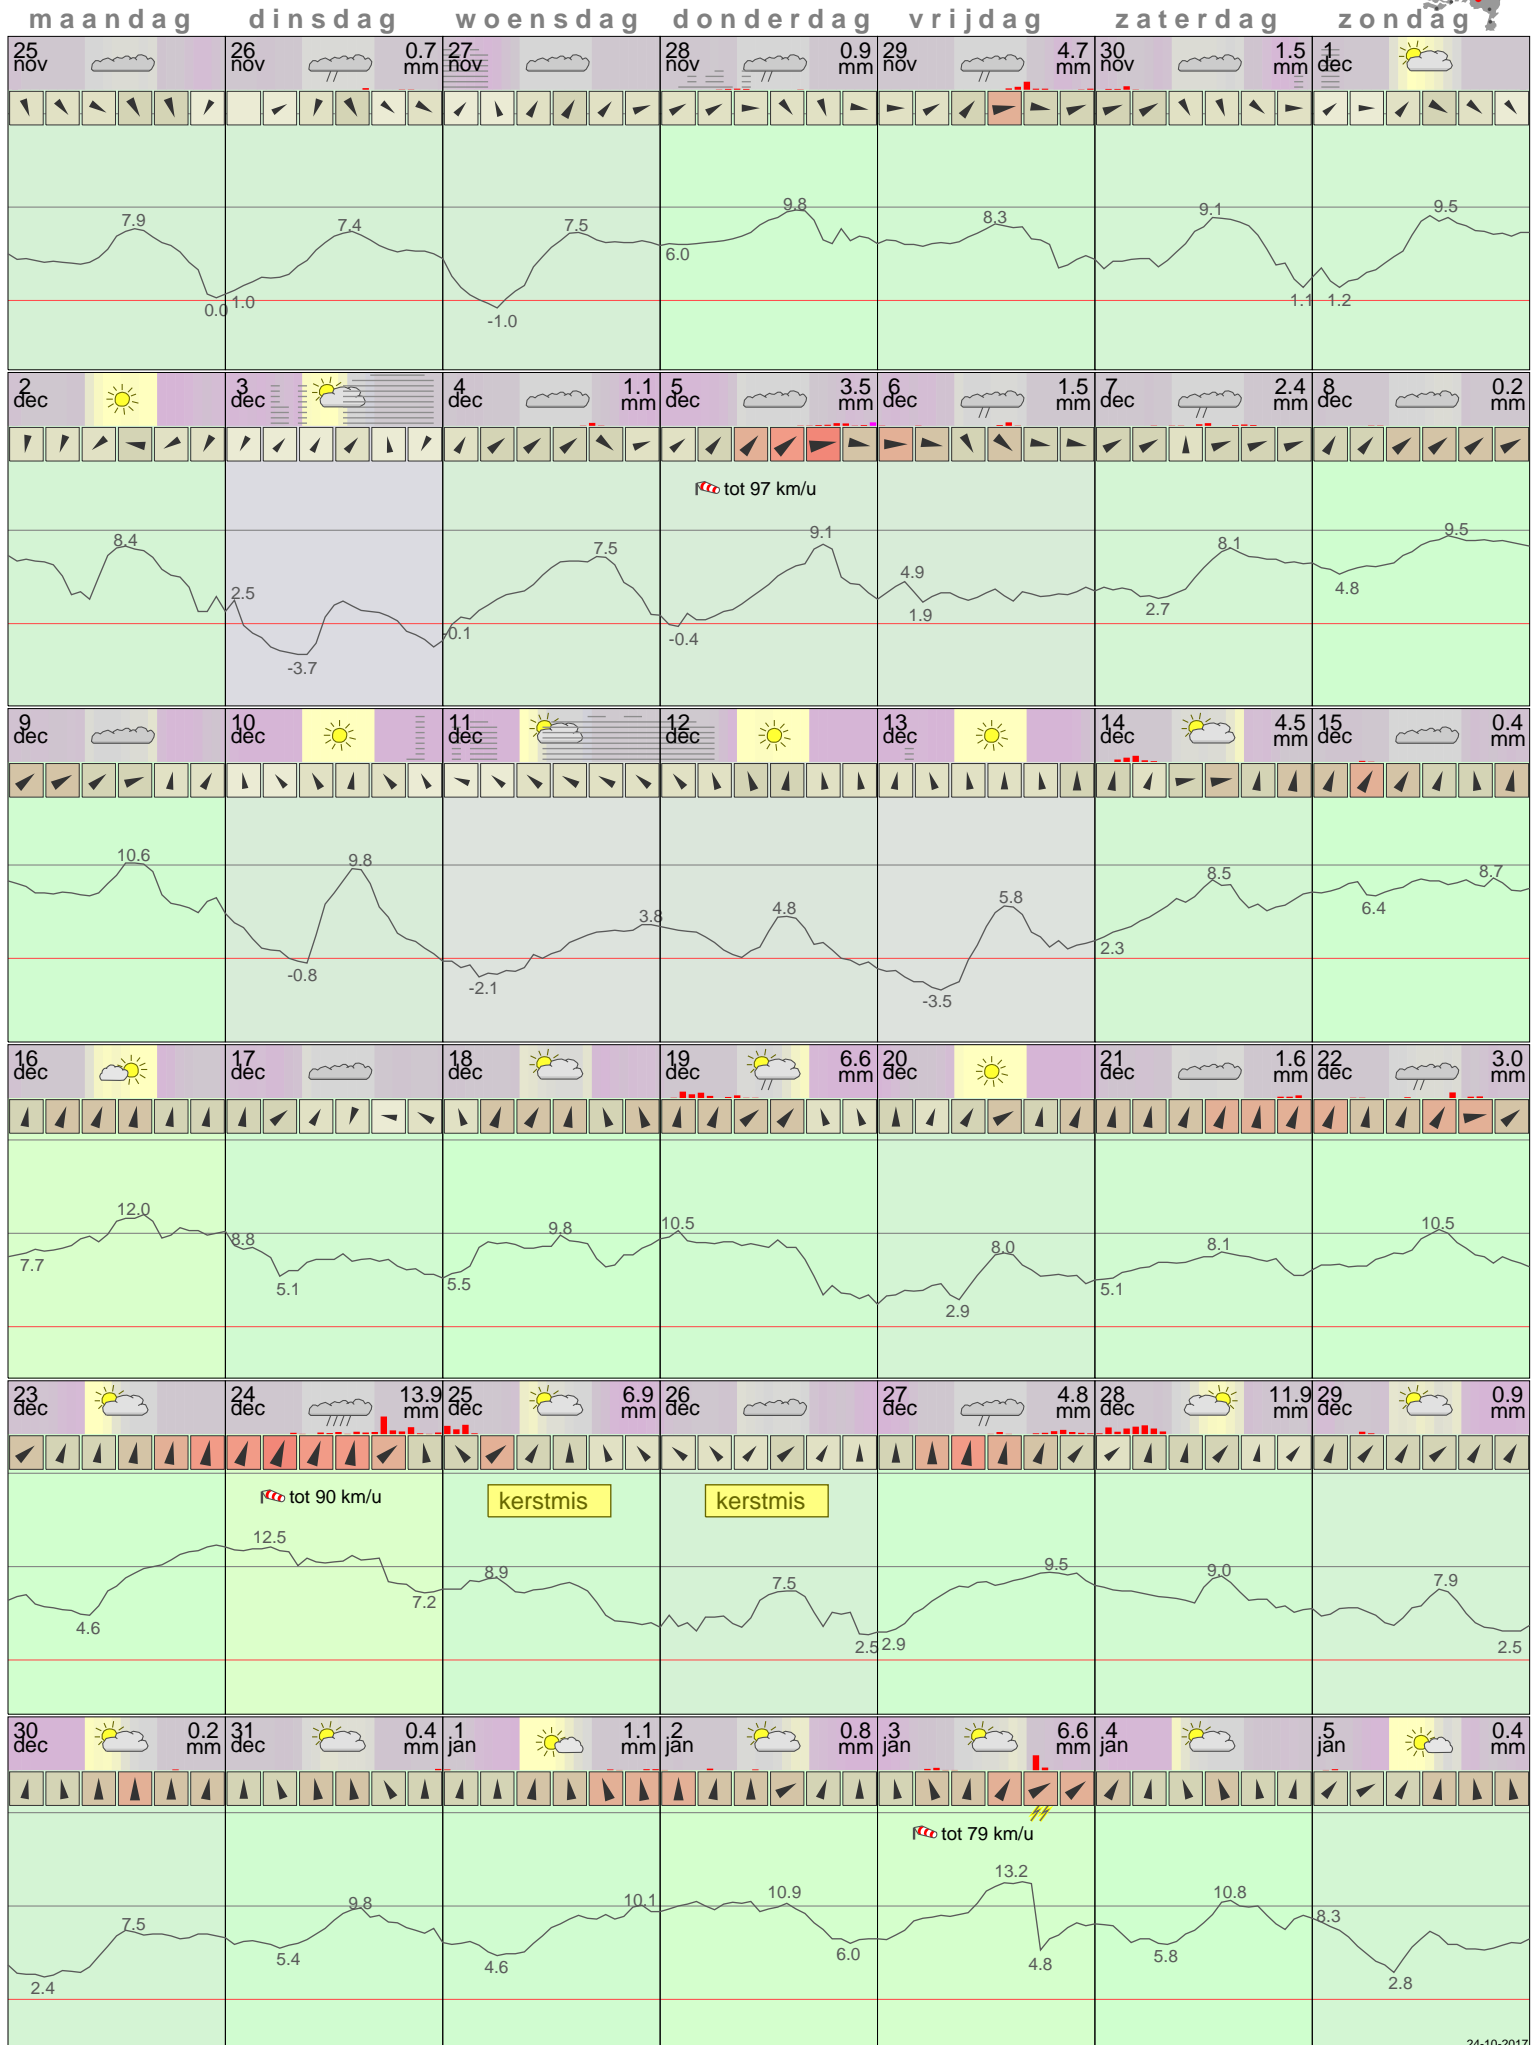 maandag dinsdag woensdag donderdag vrijdag zaterdag zondag
25 nov
26 nov 0.7 mm
27 nov
28 nov 0.9 mm
29 nov 4.7 mm
30 nov 1.5 mm
1 dec
7.9 0.0 1.0 7.4 -1.0 7.5 6.0 9.8 8.3 9.1 1.1 1.2 9.5
2 dec
3 dec
4 dec 1.1 mm
5 dec 3.5 mm
6 dec 1.5 mm
7 dec 2.4 mm
8 dec 0.2 mm
tot 97 km/u
8.4 2.5 -3.7 -0.1 7.5 -0.4 9.1 4.9 1.9 2.7 8.1 4.8 9.5
9 dec
10 dec
11 dec
12 dec
13 dec
14 dec 4.5 mm
15 dec 0.4 mm
10.6 -0.8 9.8 -2.1 3.8 4.8 -3.5 5.8 2.3 8.5 6.4 8.7
16 dec
17 dec
18 dec
19 dec 6.6 mm
20 dec
21 dec 1.6 mm
22 dec 3.0 mm
7.7 12.0 8.8 5.1 5.5 9.8 10.5 2.9 8.0 5.1 8.1 10.5
23 dec
24 dec 13.9 mm
25 dec 6.9 mm
26 dec
27 dec 4.8 mm
28 dec 11.9 mm
29 dec 0.9 mm
tot 90 km/u
kerstmis
kerstmis
4.6 12.5 7.2 8.9 7.5 2.5 2.9 9.5 9.0 7.9 2.5
30 dec 0.2 mm
31 dec 0.4 mm
1 jan 1.1 mm
2 jan 0.8 mm
3 jan 6.6 mm
4 jan
5 jan 0.4 mm
tot 79 km/u
2.4 7.5 5.4 9.8 4.6 10.1 10.9 6.0 13.2 4.8 5.8 10.8 8.3 2.8
24-10-2017